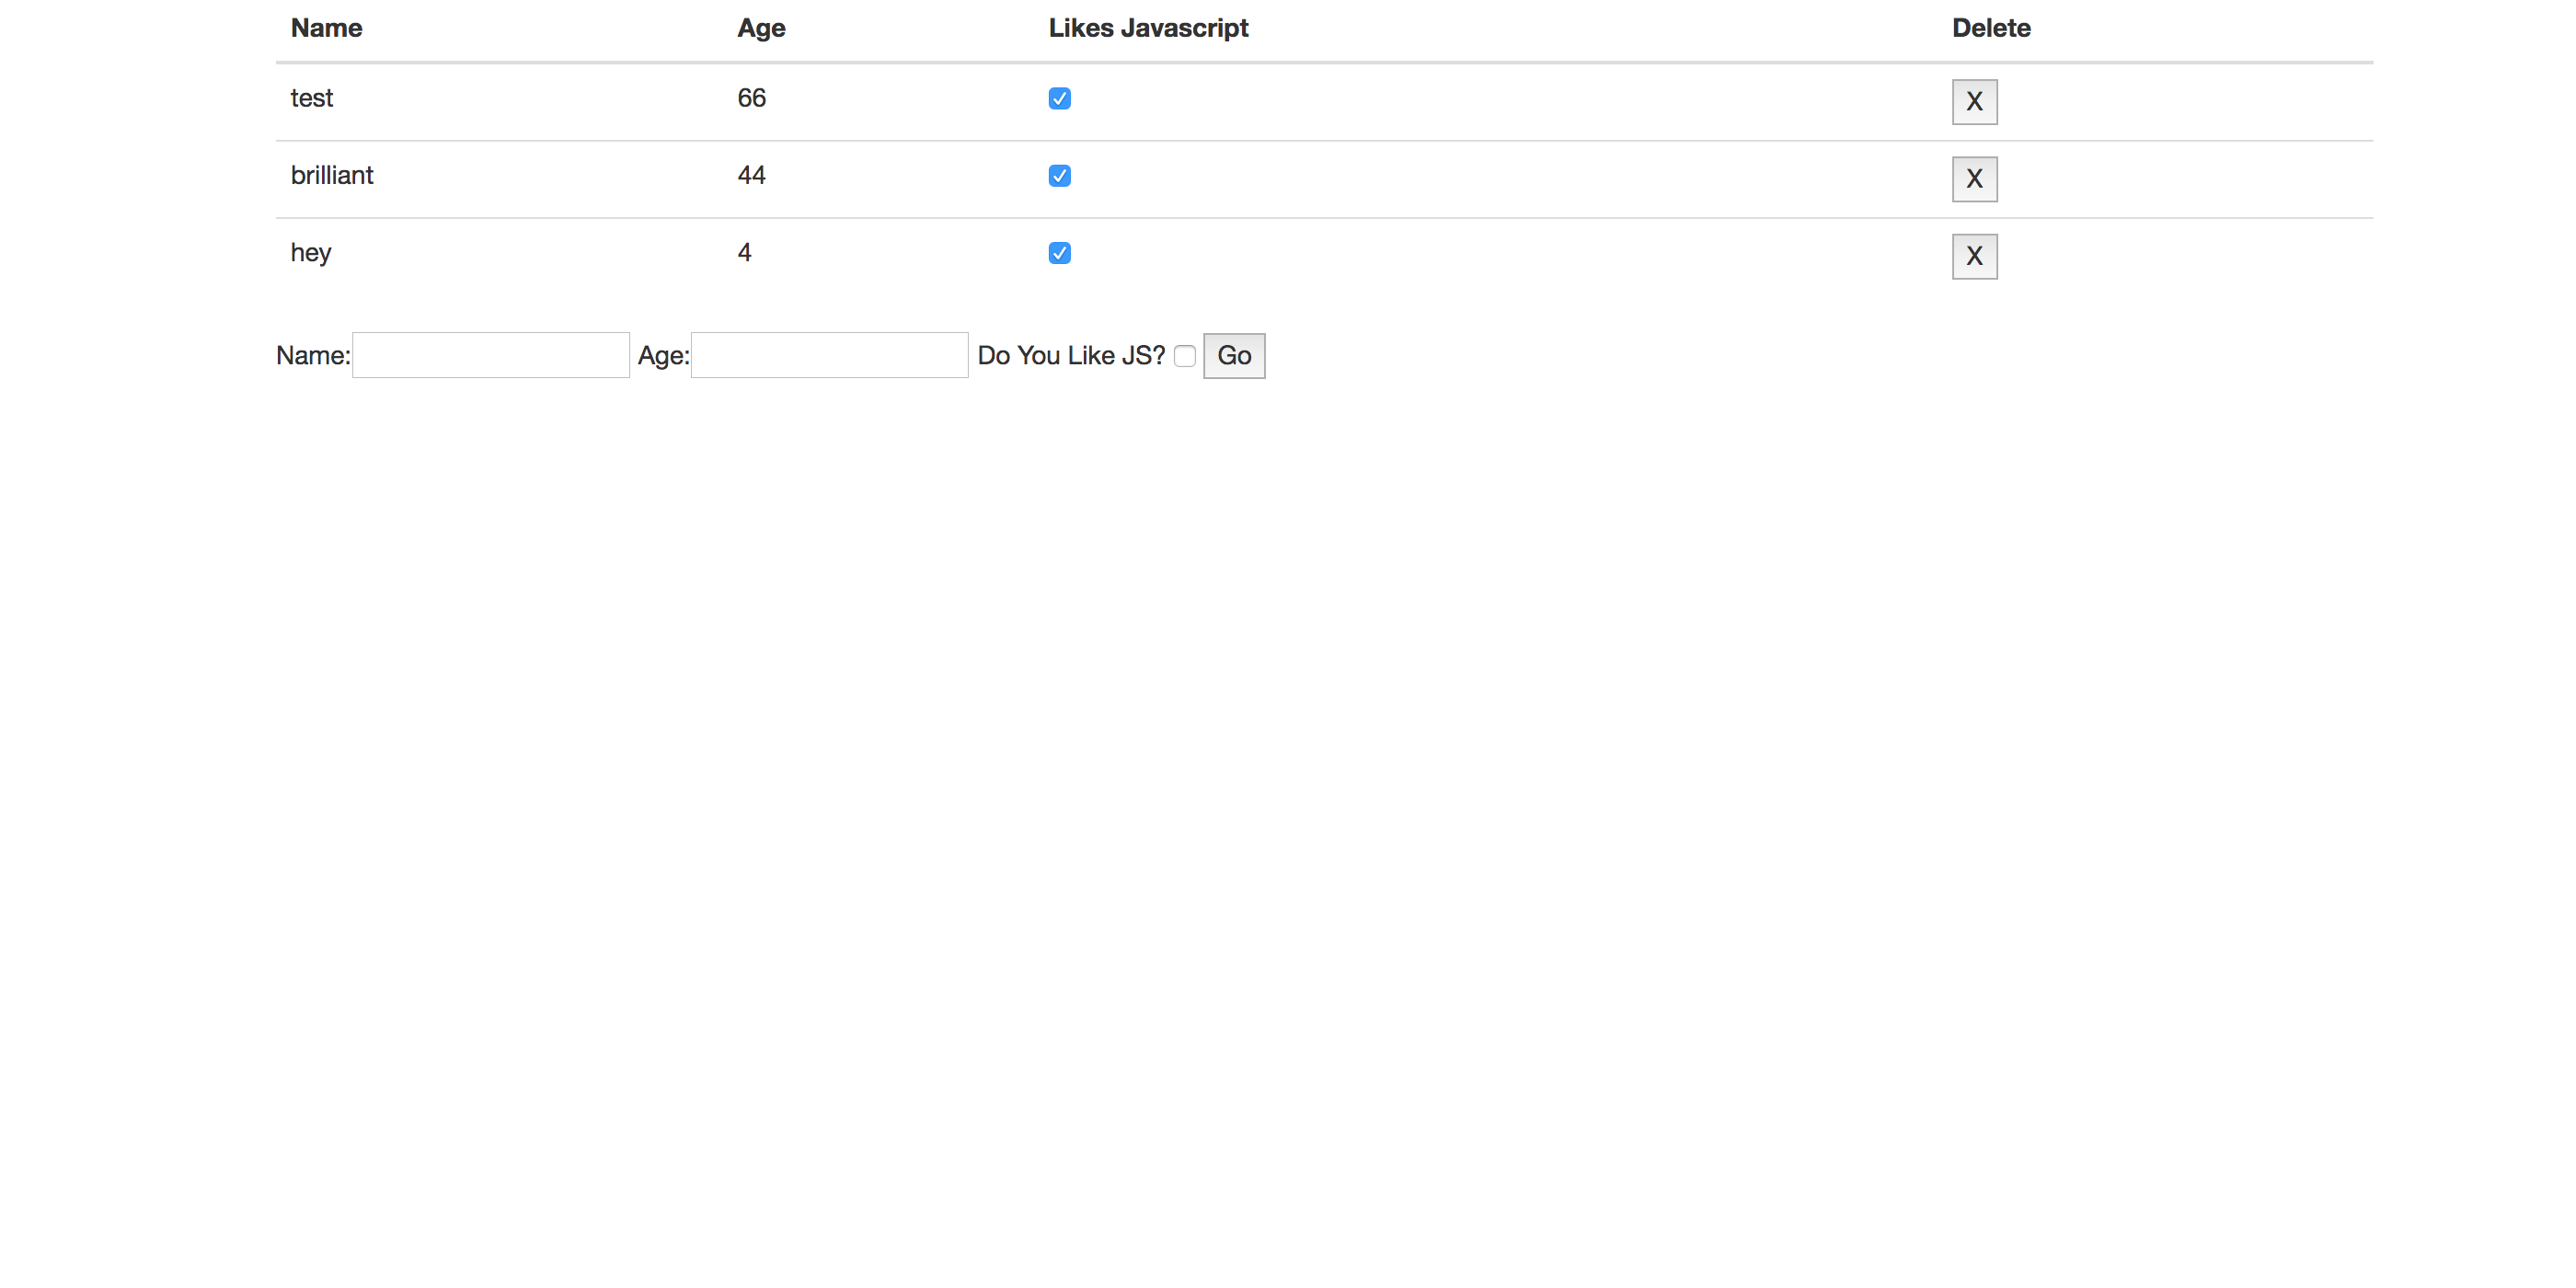 Name Age Likes Javascript Delete
test 66 X
brilliant 44 X
hey 4 X
Name: Age: Do You Like JS? Go